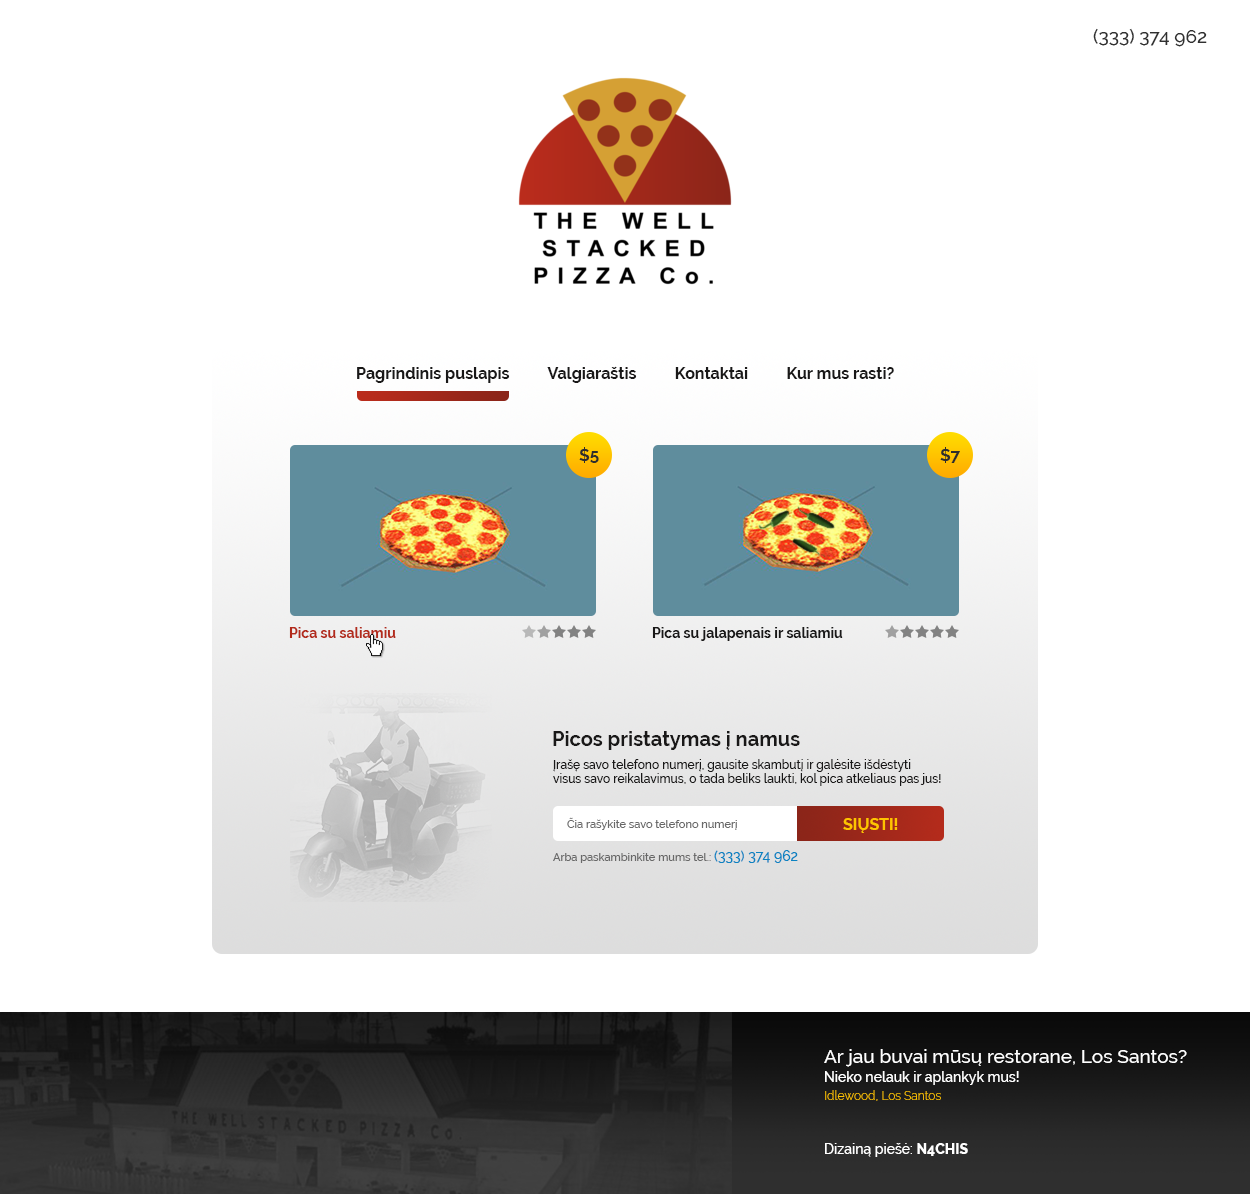 (333) 374 962
THE WELL
STACKED
PIZZA Co.
Pagrindinis puslapis Valgiaraštis Kontaktai Kur mus rasti?
$5 $7
Pica su saliamiu Pica su jalapenais ir saliamiu
Picos pristatymas į namus
Įrašę savo telefono numerį, gausite skambutį ir galėsite išdėstyti
visus savo reikalavimus, o tada beliks laukti, kol pica atkeliaus pas jus!
Čia rašykite savo telefono numerį SIŲSTI!
Arba paskambinkite mums tel.: (333) 374 962
Ar jau buvai mūsų restorane, Los Santos?
Nieko nelauk ir aplankyk mus!
Idlewood, Los Santos
THE WELL STACKED PIZZA Co.
Dizainą piešė: N4CHIS